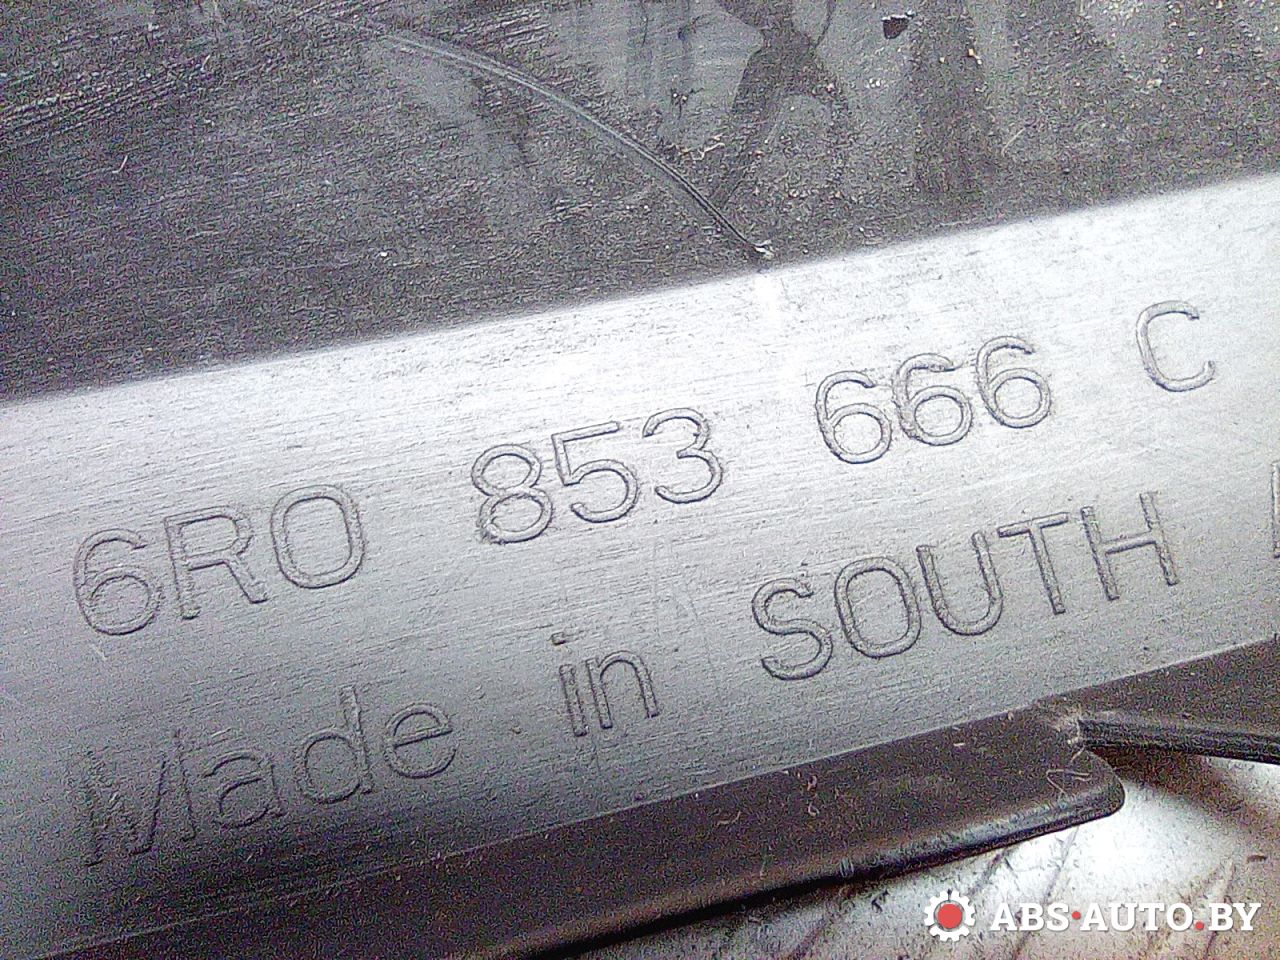 6R0 853 666 C
Made in SOUTH
ABS·AUTO.BY